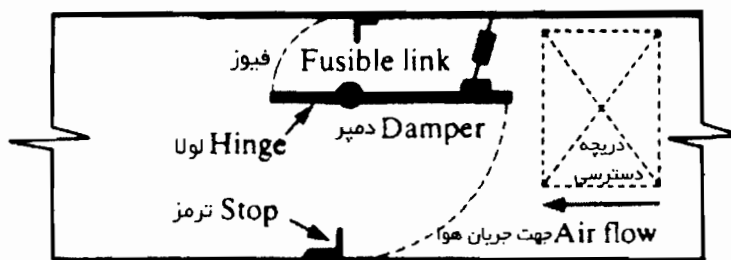 فیوز Fusible link
دمپر Damper
لولا Hinge
دریچه
دسترسی
ترمز Stop
جهت جریان هوا Air flow